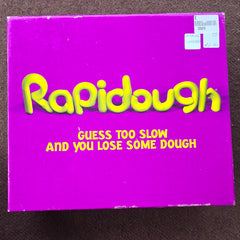 Rapidough
GUESS TOO SLOW
AND YOU LOSE SOME DOUGH